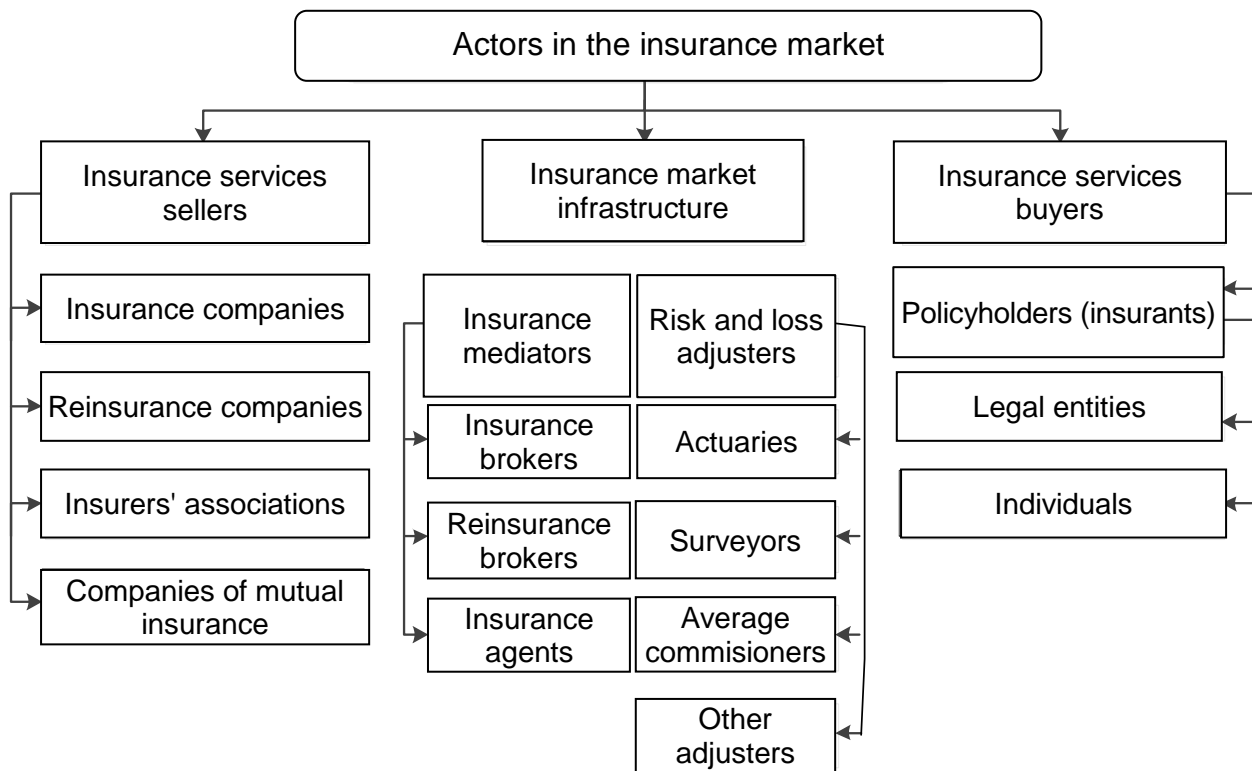 Actors in the insurance market
Insurance services
sellers
Insurance market
infrastructure
Insurance services
buyers
Insurance companies
Reinsurance companies
Insurers' associations
Companies of mutual
insurance
Insurance
mediators
Insurance
brokers
Reinsurance
brokers
Insurance
agents
Risk and loss
adjusters
Actuaries
Surveyors
Average
commisioners
Other
adjusters
Policyholders (insurants)
Legal entities
Individuals